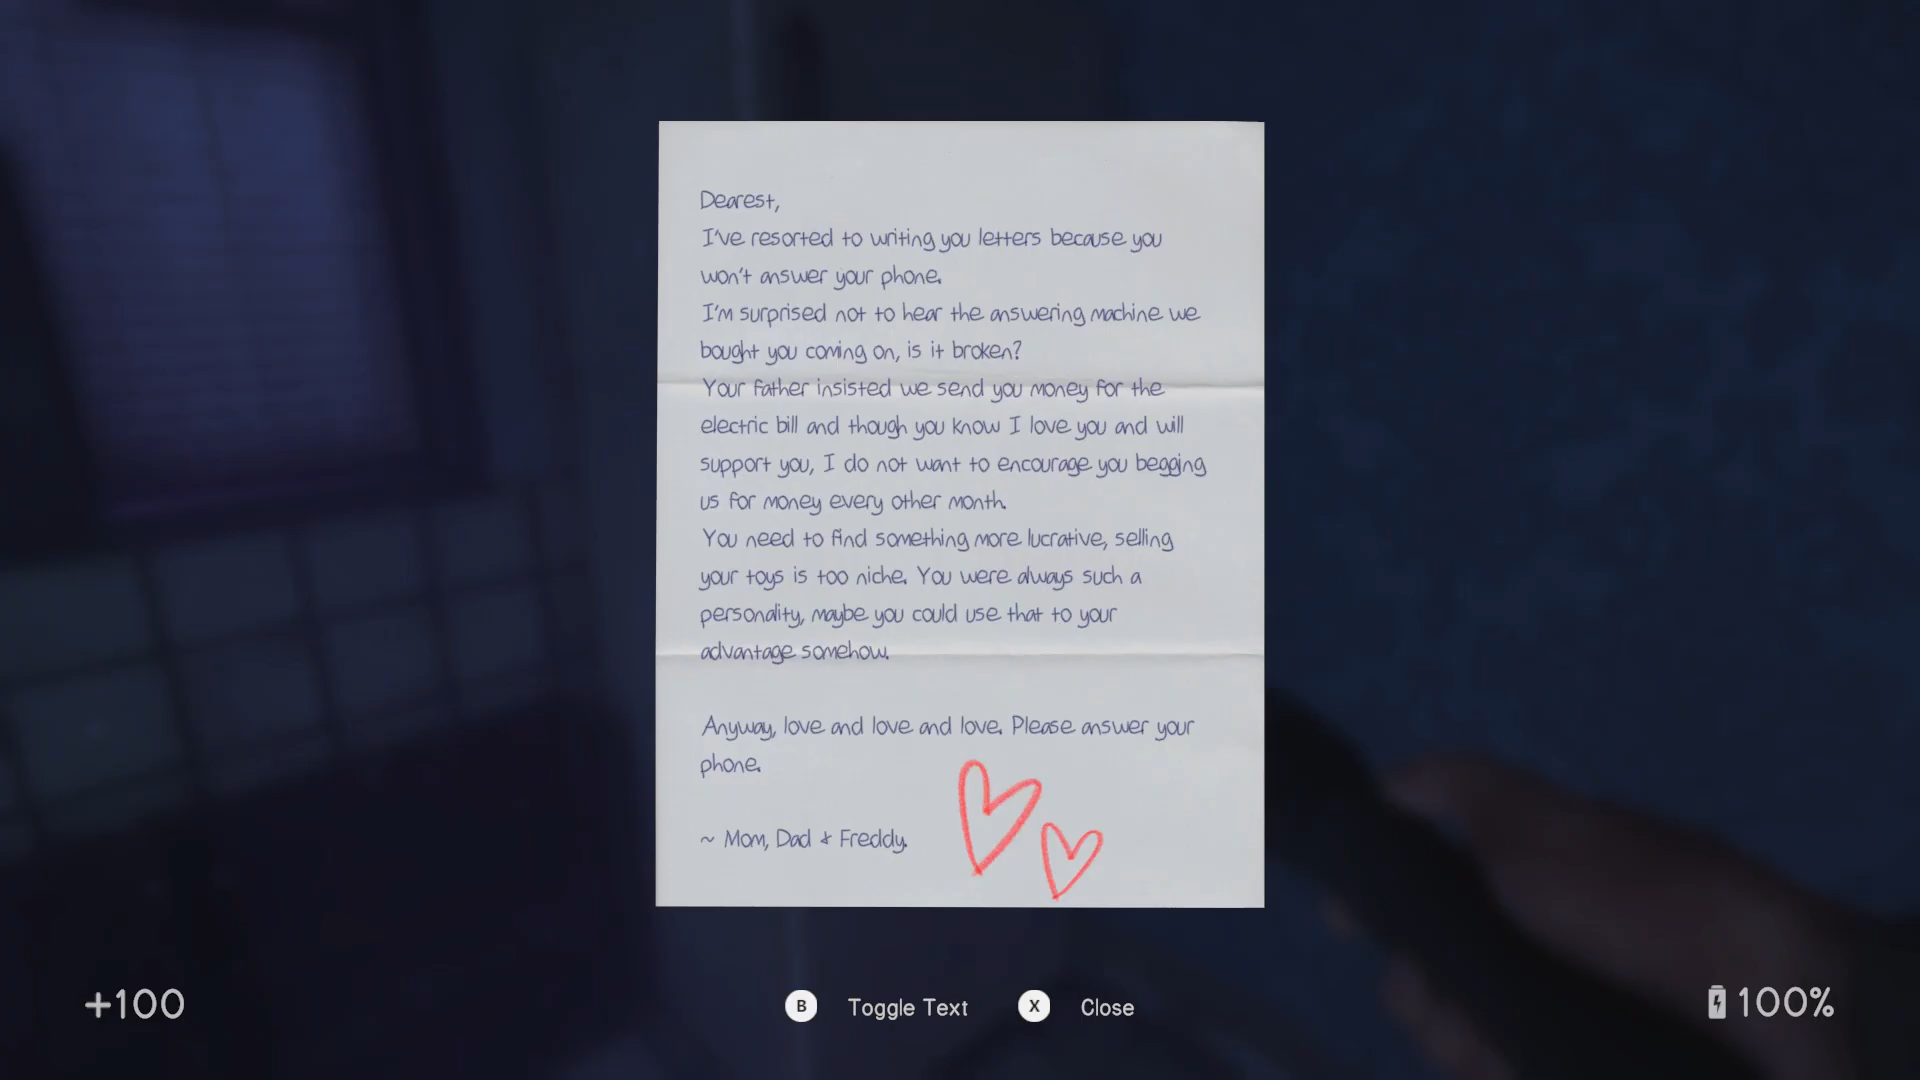 Dearest,
I've resorted to writing you letters because you
won't answer your phone.
I'm surprised not to hear the answering machine we
bought you coming on, is it broken?
Your father insisted we send you money for the
electric bill and though you know I love you and will
support you, I do not want to encourage you begging
us for money every other month.
You need to find something more lucrative, selling
your toys is too niche. You were always such a
personality, maybe you could use that to your
advantage somehow.
Anyway, love and love and love. Please answer your
phone.
~ Mom, Dad & Freddy.
+100
B Toggle Text X Close
100%